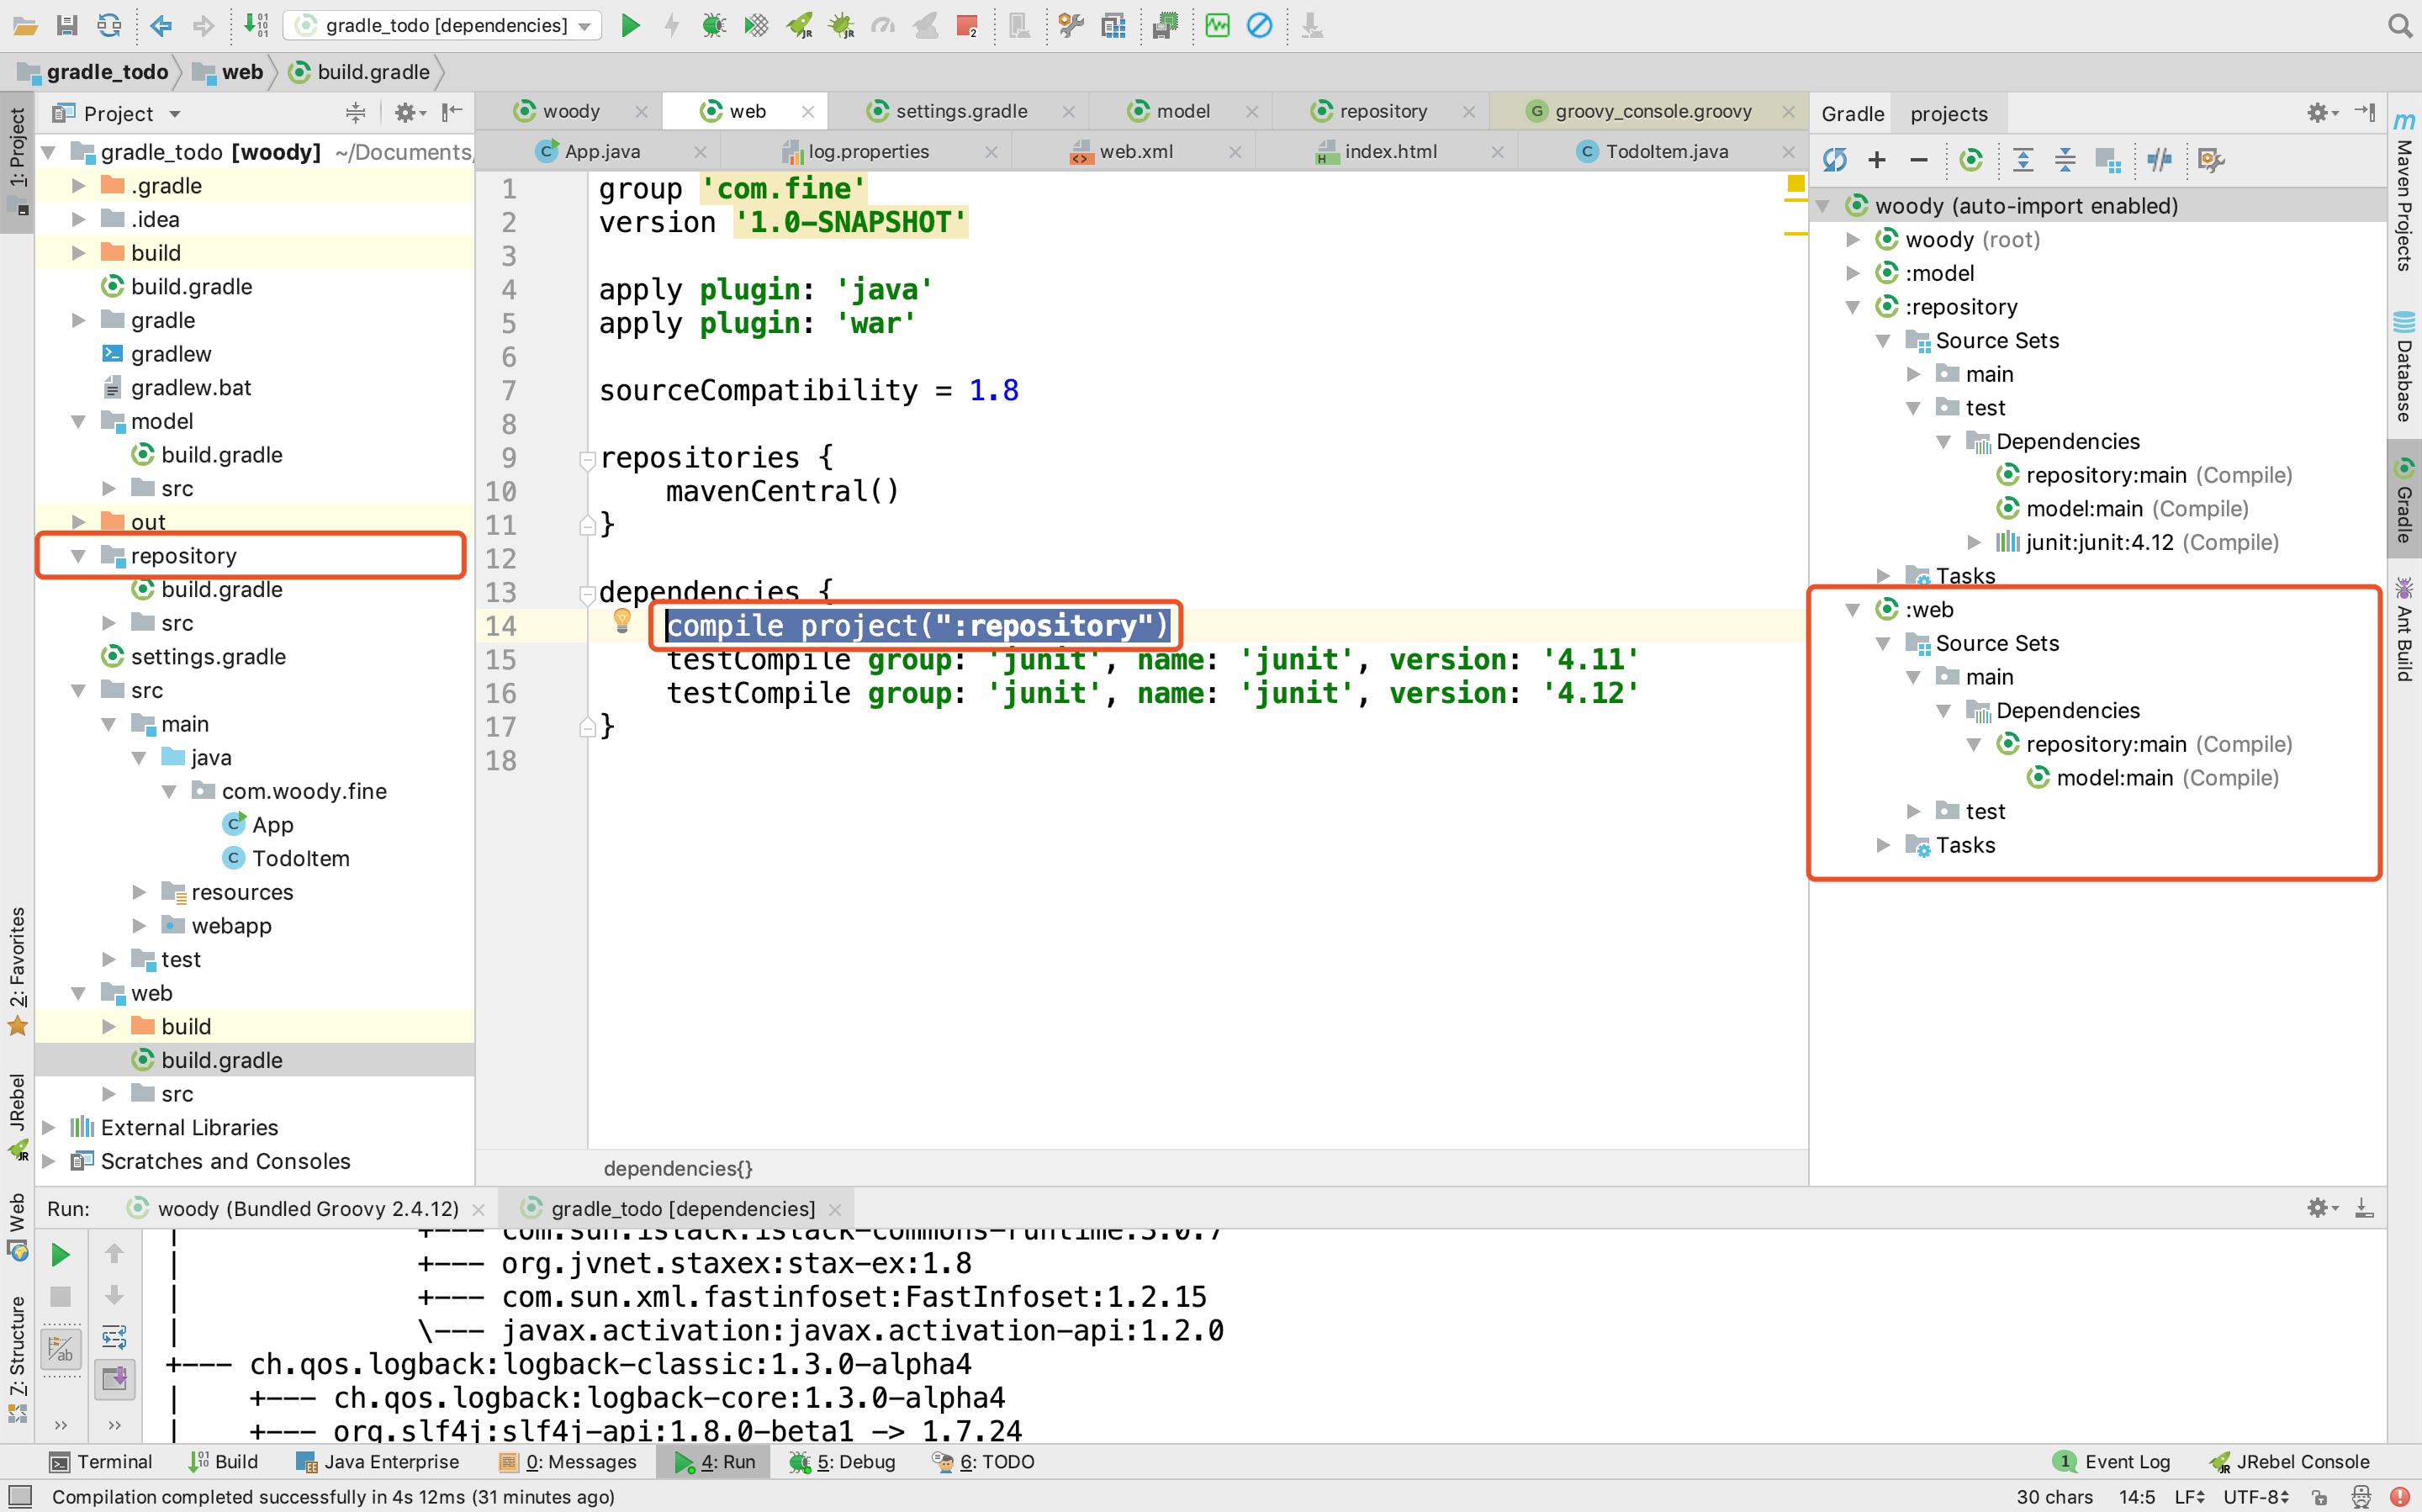 gradle_todo [dependencies]
2
JR
JR
gradle_todo
web
build.gradle
1: Project
2: Favorites
JRebel
Web
7: Structure
Project
gradle_todo [woody] ~/Documents/
.gradle
.idea
build
build.gradle
gradle
gradlew
gradlew.bat
model
build.gradle
src
out
repository
build.gradle
src
settings.gradle
src
main
java
com.woody.fine
App
TodoItem
resources
webapp
test
web
build
build.gradle
src
External Libraries
Scratches and Consoles
woody
web
settings.gradle
model
repository
groovy_console.groovy
App.java
log.properties
web.xml
index.html
TodoItem.java
1 group 'com.fine'
2 version '1.0-SNAPSHOT'
3
4 apply plugin: 'java'
5 apply plugin: 'war'
6
7 sourceCompatibility = 1.8
8
9 repositories {
10 mavenCentral()
11 }
12
13 dependencies {
14 compile project(":repository")
15 testCompile group: 'junit', name: 'junit', version: '4.11'
16 testCompile group: 'junit', name: 'junit', version: '4.12'
17 }
18
dependencies{}
Gradle projects
woody (auto-import enabled)
woody (root)
:model
:repository
Source Sets
main
test
Dependencies
repository:main (Compile)
model:main (Compile)
junit:junit:4.12 (Compile)
Tasks
:web
Source Sets
main
Dependencies
repository:main (Compile)
model:main (Compile)
test
Tasks
Maven Projects
Database
Gradle
Ant Build
Run:
woody (Bundled Groovy 2.4.12)
gradle_todo [dependencies]
| +--- com.sun.istack:istack-commons-runtime:3.0.7
| +--- org.jvnet.staxex:stax-ex:1.8
| +--- com.sun.xml.fastinfoset:FastInfoset:1.2.15
| \--- javax.activation:javax.activation-api:1.2.0
+--- ch.qos.logback:logback-classic:1.3.0-alpha4
| +--- ch.qos.logback:logback-core:1.3.0-alpha4
| +--- org.slf4j:slf4j-api:1.8.0-beta1 -> 1.7.24
Terminal
Build
Java Enterprise
0: Messages
4: Run
5: Debug
6: TODO
1 Event Log
JRebel Console
Compilation completed successfully in 4s 12ms (31 minutes ago)
30 chars
14:5
LF
UTF-8